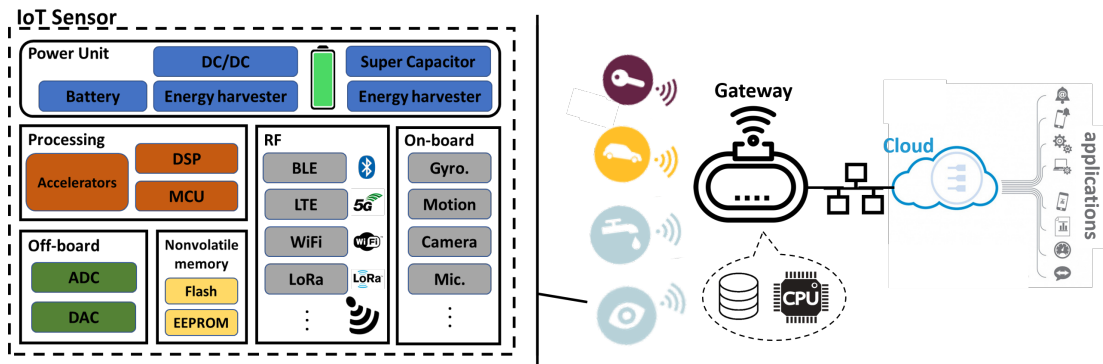 IoT Sensor
Power Unit
DC/DC
Super Capacitor
Battery
Energy harvester
Energy harvester
Processing
Accelerators
DSP
MCU
RF
BLE
LTE
5G
WiFi
WiFi
LoRa
LoRa
⋮
On-board
Gyro.
Motion
Camera
Mic.
⋮
Off-board
ADC
DAC
Nonvolatile
memory
Flash
EEPROM
Gateway
CPU
Cloud
applications